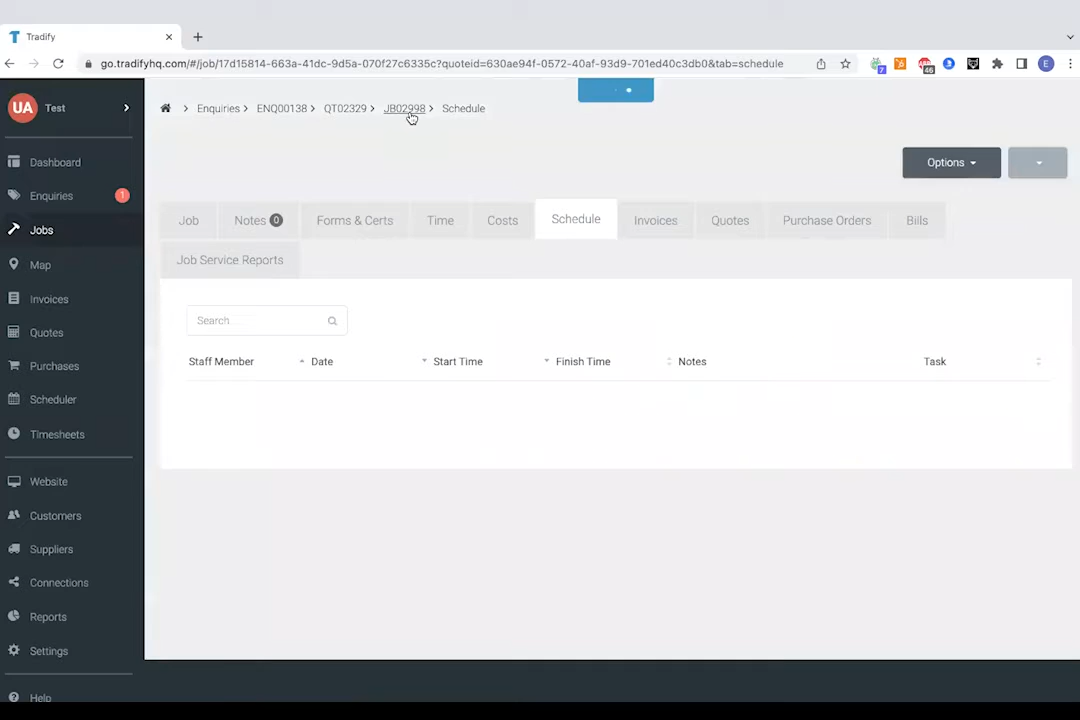 Tradify
go.tradifyhq.com/#/job/17d15814-663a-41dc-9d5a-070f27c6335c?quoteid=630ae94f-0572-40af-93d9-701ed40c3db0&tab=schedule
7
46
E
UA Test
Enquiries ENQ00138 QT02329 JB02998 Schedule
Options
Dashboard
Enquiries 1
Jobs
Map
Invoices
Quotes
Purchases
Scheduler
Timesheets
Website
Customers
Suppliers
Connections
Reports
Settings
Help
Job Notes 0 Forms & Certs Time Costs Schedule Invoices Quotes Purchase Orders Bills
Job Service Reports
Search
Staff Member Date Start Time Finish Time Notes Task